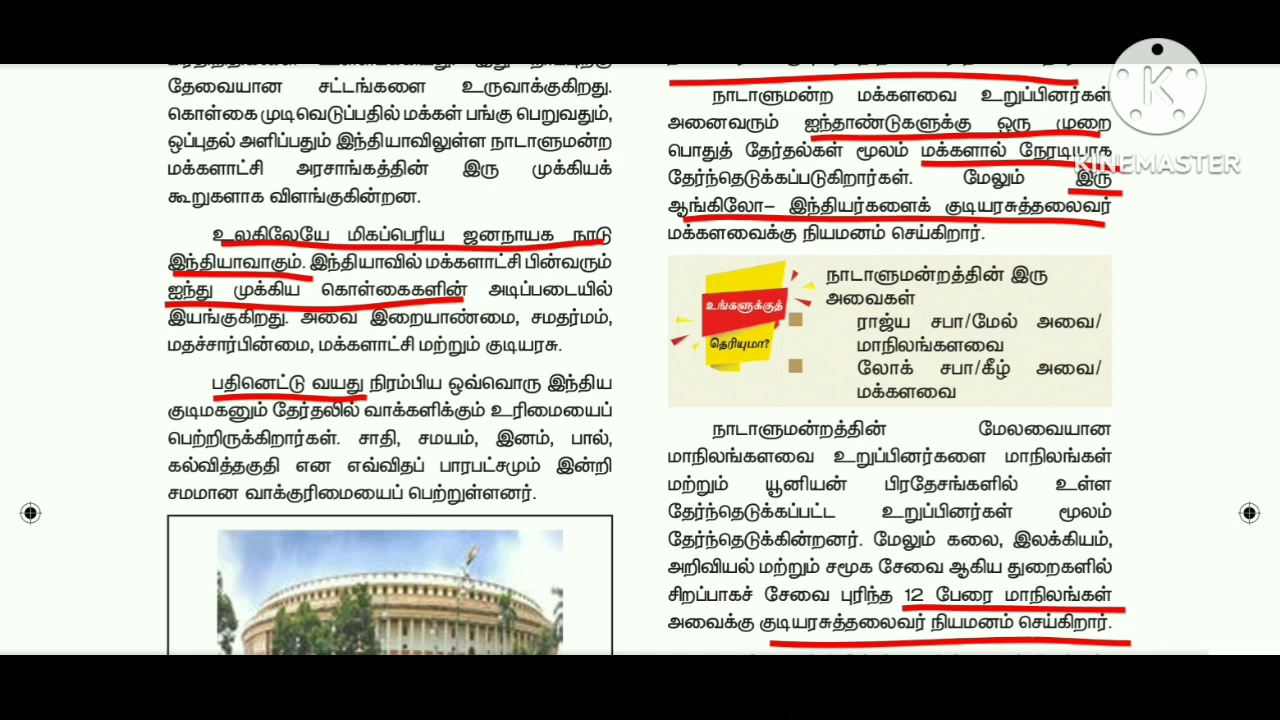 தேவையான சட்டங்களை உருவாக்குகிறது.
கொள்கை முடிவெடுப்பதில் மக்கள் பங்கு பெறுவதும்,
ஒப்புதல் அளிப்பதும் இந்தியாவிலுள்ள நாடாளுமன்ற
மக்களாட்சி அரசாங்கத்தின் இரு முக்கியக்
கூறுகளாக விளங்குகின்றன.
உலகிலேயே மிகப்பெரிய ஜனநாயக நாடு
இந்தியாவாகும். இந்தியாவில் மக்களாட்சி பின்வரும்
ஐந்து முக்கிய கொள்கைகளின் அடிப்படையில்
இயங்குகிறது. அவை இறையாண்மை, சமதர்மம்,
மதச்சார்பின்மை, மக்களாட்சி மற்றும் குடியரசு.
பதினெட்டு வயது நிரம்பிய ஒவ்வொரு இந்திய
குடிமகனும் தேர்தலில் வாக்களிக்கும் உரிமையைப்
பெற்றிருக்கிறார்கள். சாதி, சமயம், இனம், பால்,
கல்வித்தகுதி என எவ்விதப் பாரபட்சமும் இன்றி
சமமான வாக்குரிமையைப் பெற்றுள்ளனர்.
நாடாளுமன்ற மக்களவை உறுப்பினர்கள்
அனைவரும் ஐந்தாண்டுகளுக்கு ஒரு முறை
பொதுத் தேர்தல்கள் மூலம் மக்களால் நேரடியாக
தேர்ந்தெடுக்கப்படுகிறார்கள். மேலும் இரு
ஆங்கிலோ– இந்தியர்களைக் குடியரசுத்தலைவர்
மக்களவைக்கு நியமனம் செய்கிறார்.
உங்களுக்குத்
தெரியுமா?
நாடாளுமன்றத்தின் இரு
அவைகள்
ராஜ்ய சபா/மேல் அவை/
மாநிலங்களவை
லோக் சபா/கீழ் அவை/
மக்களவை
நாடாளுமன்றத்தின் மேலவையான
மாநிலங்களவை உறுப்பினர்களை மாநிலங்கள்
மற்றும் யூனியன் பிரதேசங்களில் உள்ள
தேர்ந்தெடுக்கப்பட்ட உறுப்பினர்கள் மூலம்
தேர்ந்தெடுக்கின்றனர். மேலும் கலை, இலக்கியம்,
அறிவியல் மற்றும் சமூக சேவை ஆகிய துறைகளில்
சிறப்பாகச் சேவை புரிந்த 12 பேரை மாநிலங்கள்
அவைக்கு குடியரசுத்தலைவர் நியமனம் செய்கிறார்.
K
KINEMASTER